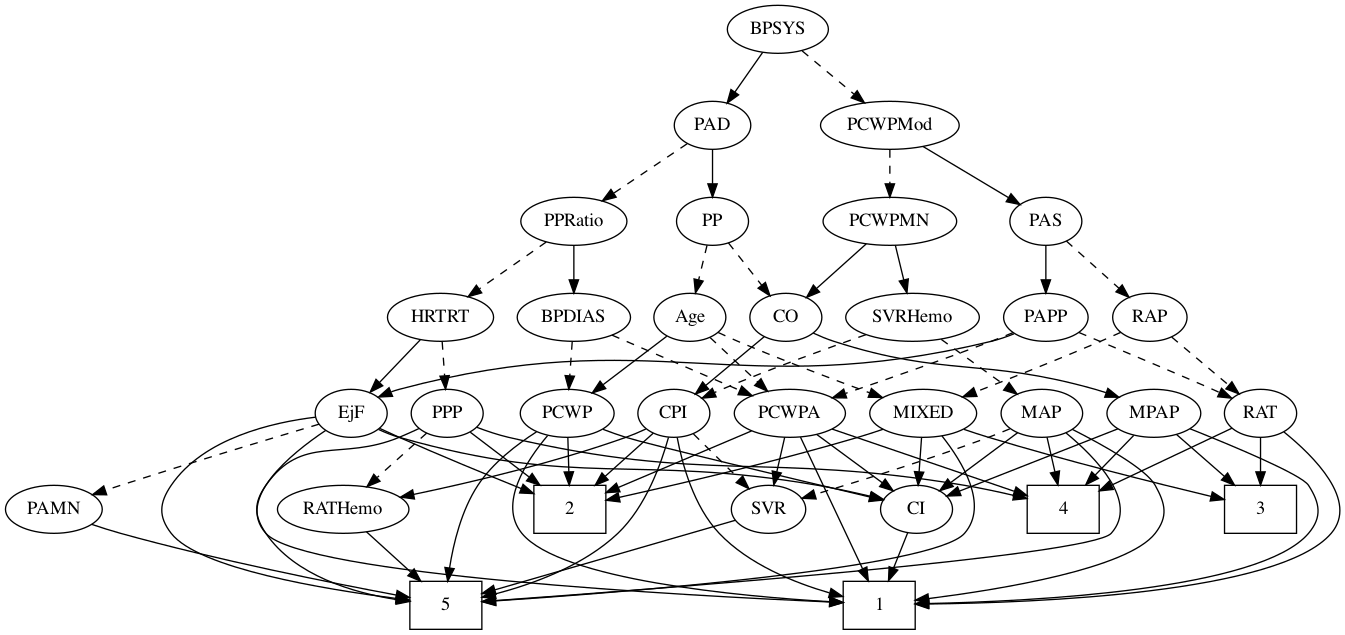 BPSYS
PAD
PCWPMod
PPRatio
PP
PCWPMN
PAS
HRTRT
BPDIAS
Age
CO
SVRHemo
PAPP
RAP
EjF
PPP
PCWP
CPI
PCWPA
MIXED
MAP
MPAP
RAT
PAMN
RATHemo
2
SVR
CI
4
3
5
1